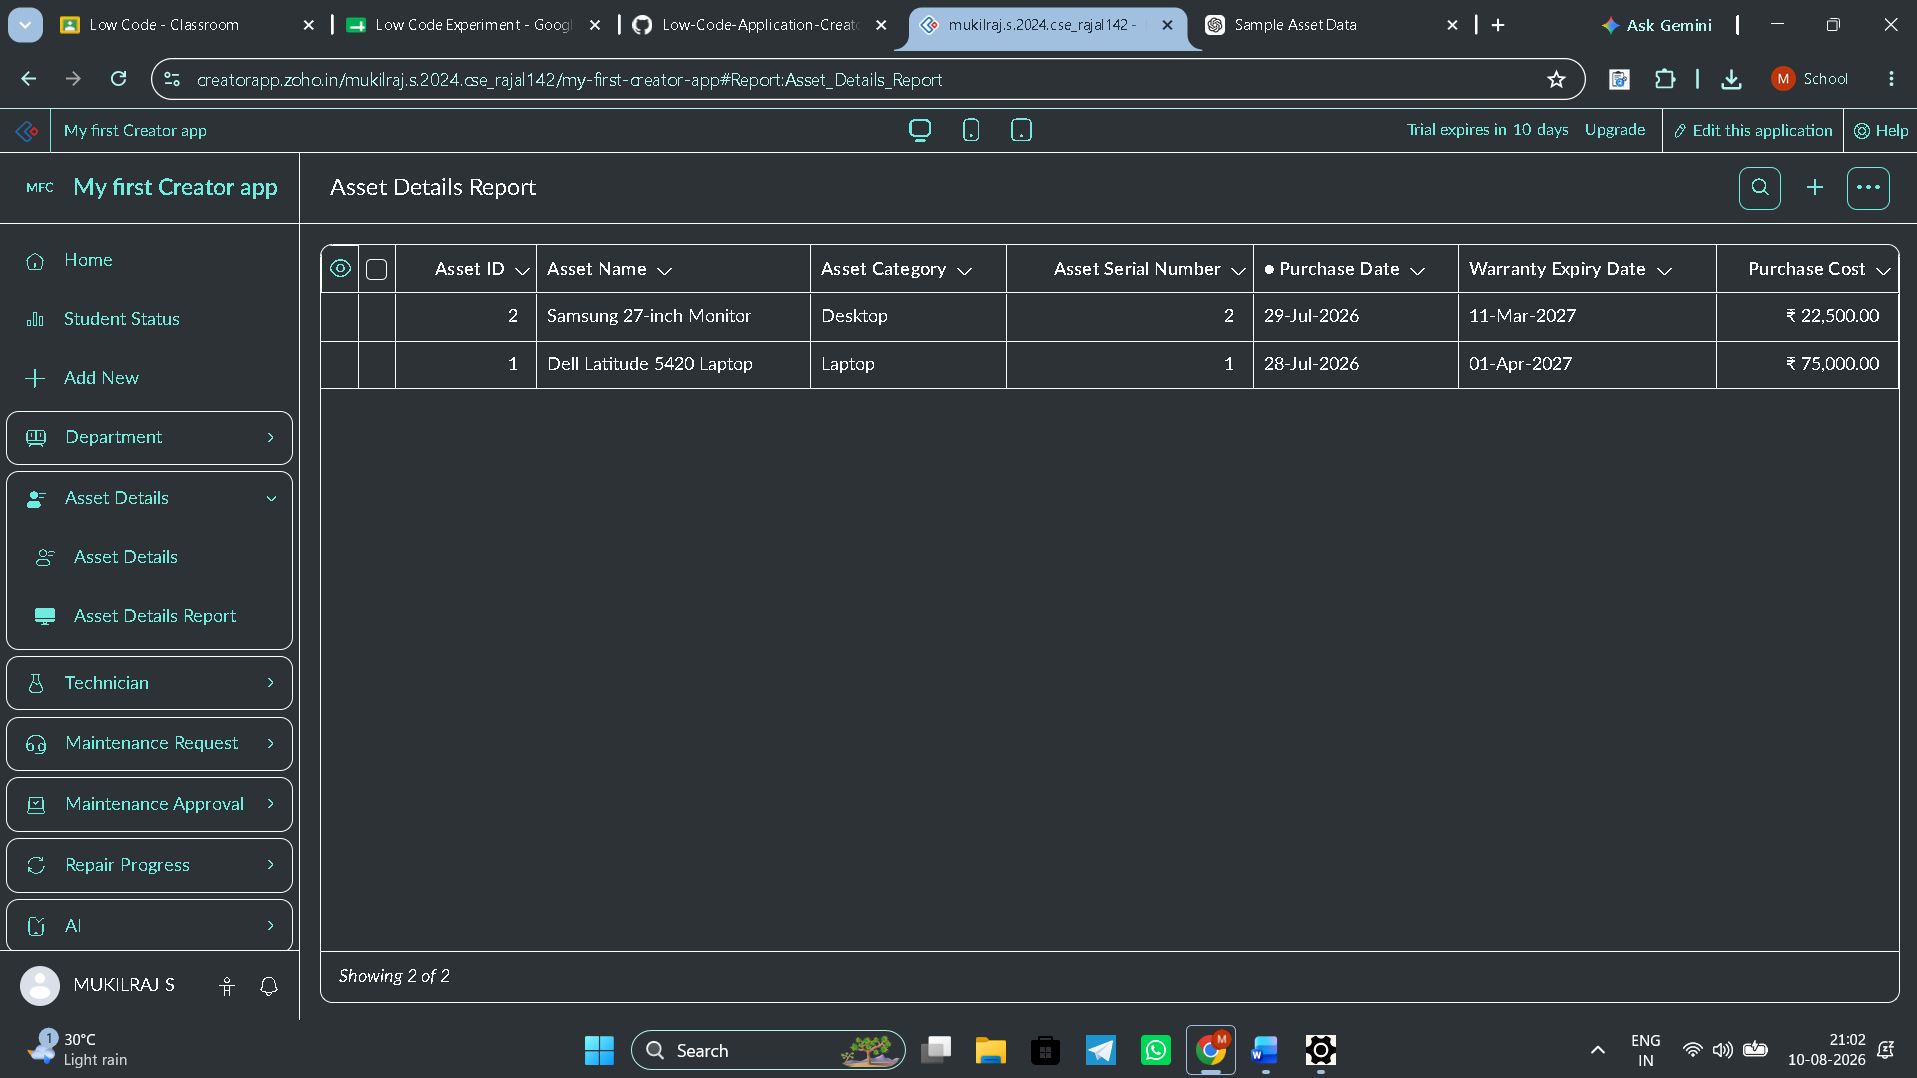 Low Code - Classroom
Low Code Experiment - Goog
Low-Code-Application-Creato
mukilraj.s.2024.cse_rajal142 -
Sample Asset Data
Ask Gemini
creatorapp.zoho.in/mukilraj.s.2024.cse_rajal142/my-first-creator-app#Report:Asset_Details_Report
M School
My first Creator app
Trial expires in 10 days Upgrade
Edit this application
Help
MFC My first Creator app
Asset Details Report
Home
Student Status
Add New
Department
Asset Details
Asset Details
Asset Details Report
Technician
Maintenance Request
Maintenance Approval
Repair Progress
AI
MUKILRAJ S
Asset ID Asset Name Asset Category Asset Serial Number Purchase Date Warranty Expiry Date Purchase Cost
2 Samsung 27-inch Monitor Desktop 2 29-Jul-2026 11-Mar-2027 ₹ 22,500.00
1 Dell Latitude 5420 Laptop Laptop 1 28-Jul-2026 01-Apr-2027 ₹ 75,000.00
Showing 2 of 2
1
30°C
Light rain
Search
M
W
ENG
IN
21:02
10-08-2026